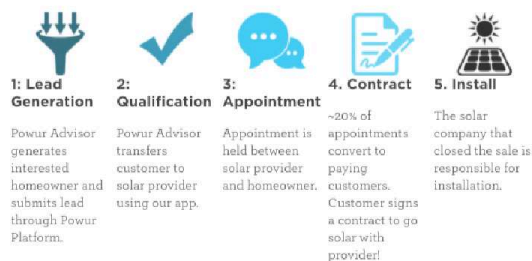 1: Lead
Generation
Powur Advisor
generates
interested
homeowner and
submits lead
through Powur
Platform.
2:
Qualification
Powur Advisor
transfers
customer to
solar provider
using our app.
3:
Appointment
Appointment is
held between
solar provider
and homeowner.
4. Contract
~20% of
appointments
convert to
paying
customers.
Customer signs
a contract to go
solar with
provider!
5. Install
The solar
company that
closed the sale is
responsible for
installation.